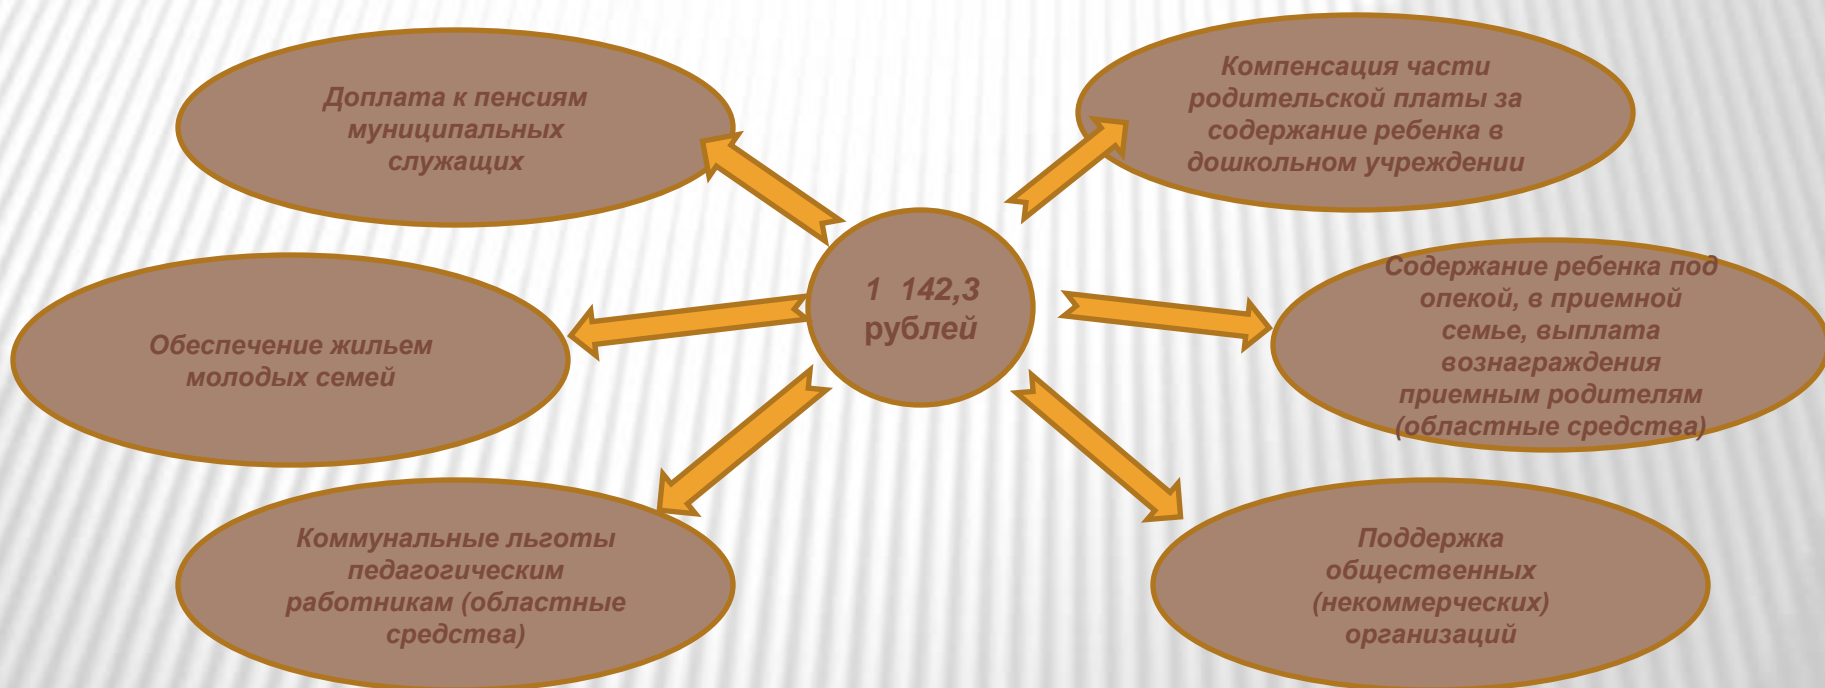 Доплата к пенсиям
муниципальных
служащих
Компенсация части
родительской платы за
содержание ребенка в
дошкольном учреждении
1 142,3
рублей
Обеспечение жильем
молодых семей
Содержание ребенка под
опекой, в приемной
семье, выплата
вознаграждения
приемным родителям
(областные средства)
Коммунальные льготы
педагогическим
работникам (областные
средства)
Поддержка
общественных
(некоммерческих)
организаций